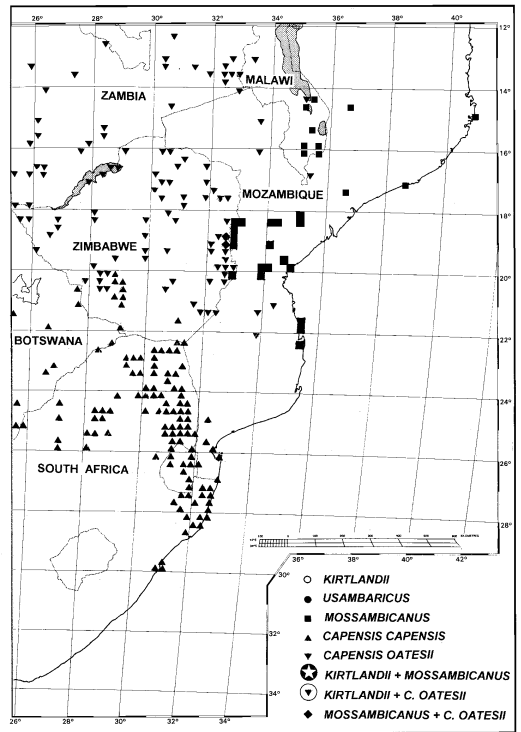 26° 28° 30° 32° 34° 36° 38° 40° 12°
MALAWI
ZAMBIA
14°
16°
MOZAMBIQUE
18°
ZIMBABWE
20°
BOTSWANA
22°
24°
SOUTH AFRICA
26°
28°
36° 38° 40°
30°
KIRTLANDII
USAMBARICUS
MOSSAMBICANUS
32°
CAPENSIS CAPENSIS
CAPENSIS OATESII
KIRTLANDII + MOSSAMBICANUS
34°
KIRTLANDII + C. OATESII
26° 28° 30° 32° 34°
MOSSAMBICANUS + C. OATESII